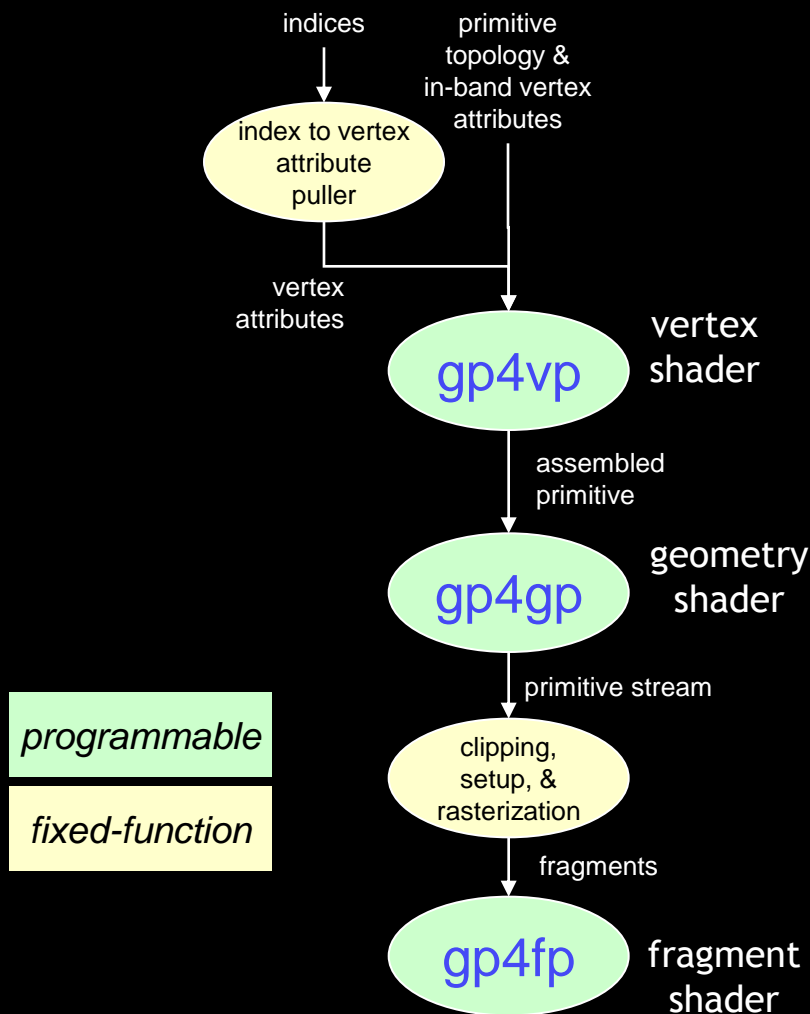 indices
primitive
topology &
in-band vertex
attributes
index to vertex
attribute
puller
vertex
attributes
gp4vp
vertex
shader
assembled
primitive
gp4gp
geometry
shader
primitive stream
programmable
fixed-function
clipping,
setup, &
rasterization
fragments
gp4fp
fragment
shader